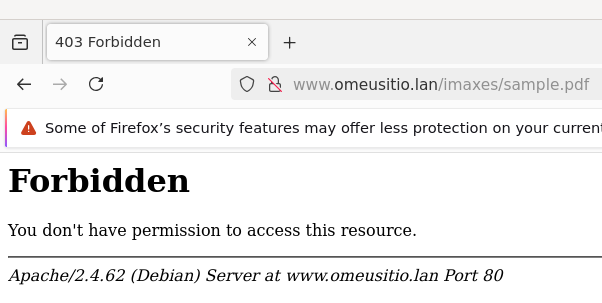 403 Forbidden
www.omeusitio.lan/imaxes/sample.pdf
Some of Firefox’s security features may offer less protection on your current
Forbidden
You don't have permission to access this resource.
Apache/2.4.62 (Debian) Server at www.omeusitio.lan Port 80